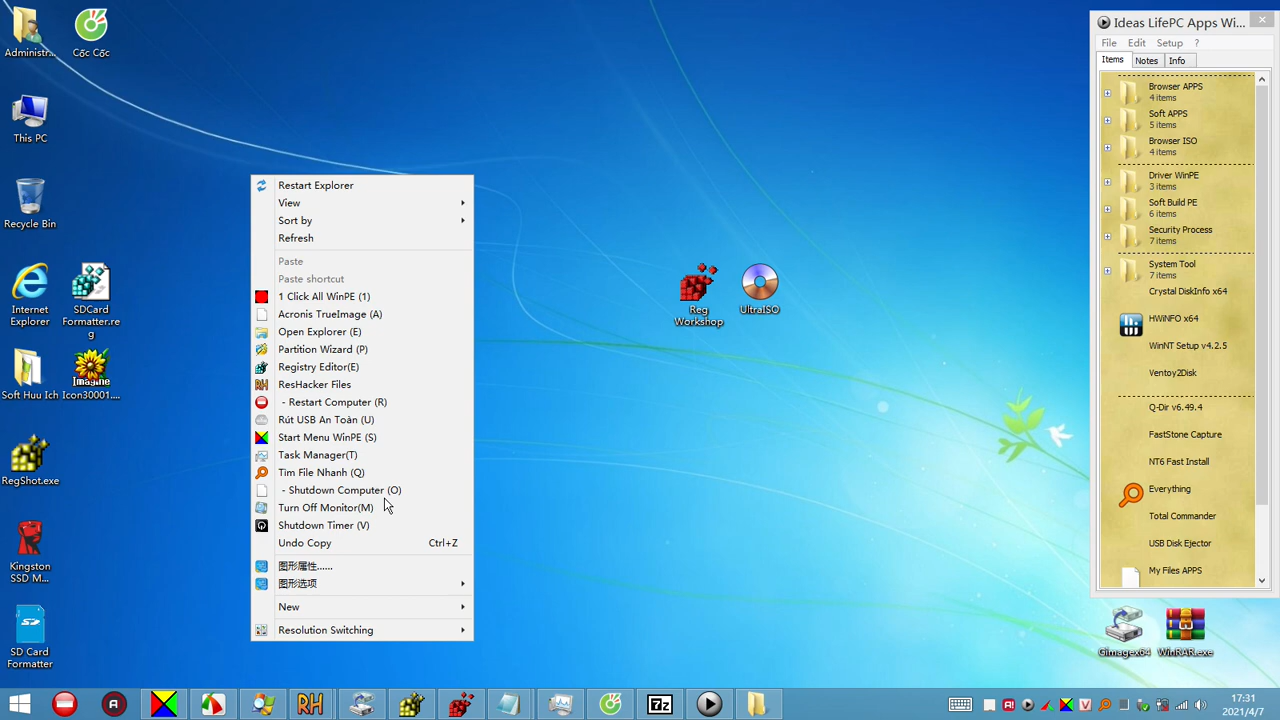 Administr...
Cốc Cốc
This PC
Recycle Bin
Internet
Explorer
SDCard
Formatter.re
g
Soft Huu Ich
Imagine
Icon30001....
RegShot.exe
Kingston
SSD M...
SD
SD Card
Formatter
Restart Explorer
View
Sort by
Refresh
Paste
Paste shortcut
1 Click All WinPE (1)
Acronis TrueImage (A)
Open Explorer (E)
Partition Wizard (P)
Registry Editor(E)
RH ResHacker Files
- Restart Computer (R)
Rút USB An Toàn (U)
Start Menu WinPE (S)
Task Manager(T)
Tim File Nhanh (Q)
- Shutdown Computer (O)
Turn Off Monitor(M)
Shutdown Timer (V)
Undo Copy Ctrl+Z
图形属性......
图形选项
New
Resolution Switching
Reg
Workshop
UltraISO
Ideas LifePC Apps Wi...
File Edit Setup ?
Items Notes Info
Browser APPS
4 items
Soft APPS
5 items
Browser ISO
4 items
Driver WinPE
3 items
Soft Build PE
6 items
Security Process
7 items
System Tool
7 items
Crystal DiskInfo x64
HWiNFO x64
WinNT Setup v4.2.5
Ventoy2Disk
Q-Dir v6.49.4
FastStone Capture
NT6 Fast Install
Everything
Total Commander
USB Disk Ejector
My Files APPS
Gimagex64
WinRAR.exe
A
RH
7z
AI
V
17:31
2021/4/7